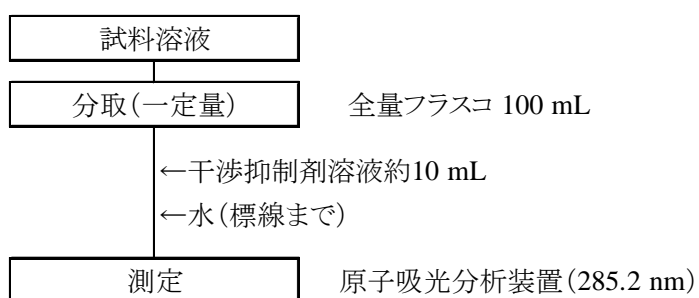 試料溶液
分取(一定量) 全量フラスコ 100 mL
←干渉抑制剤溶液約10 mL
←水(標線まで)
測定 原子吸光分析装置(285.2 nm)